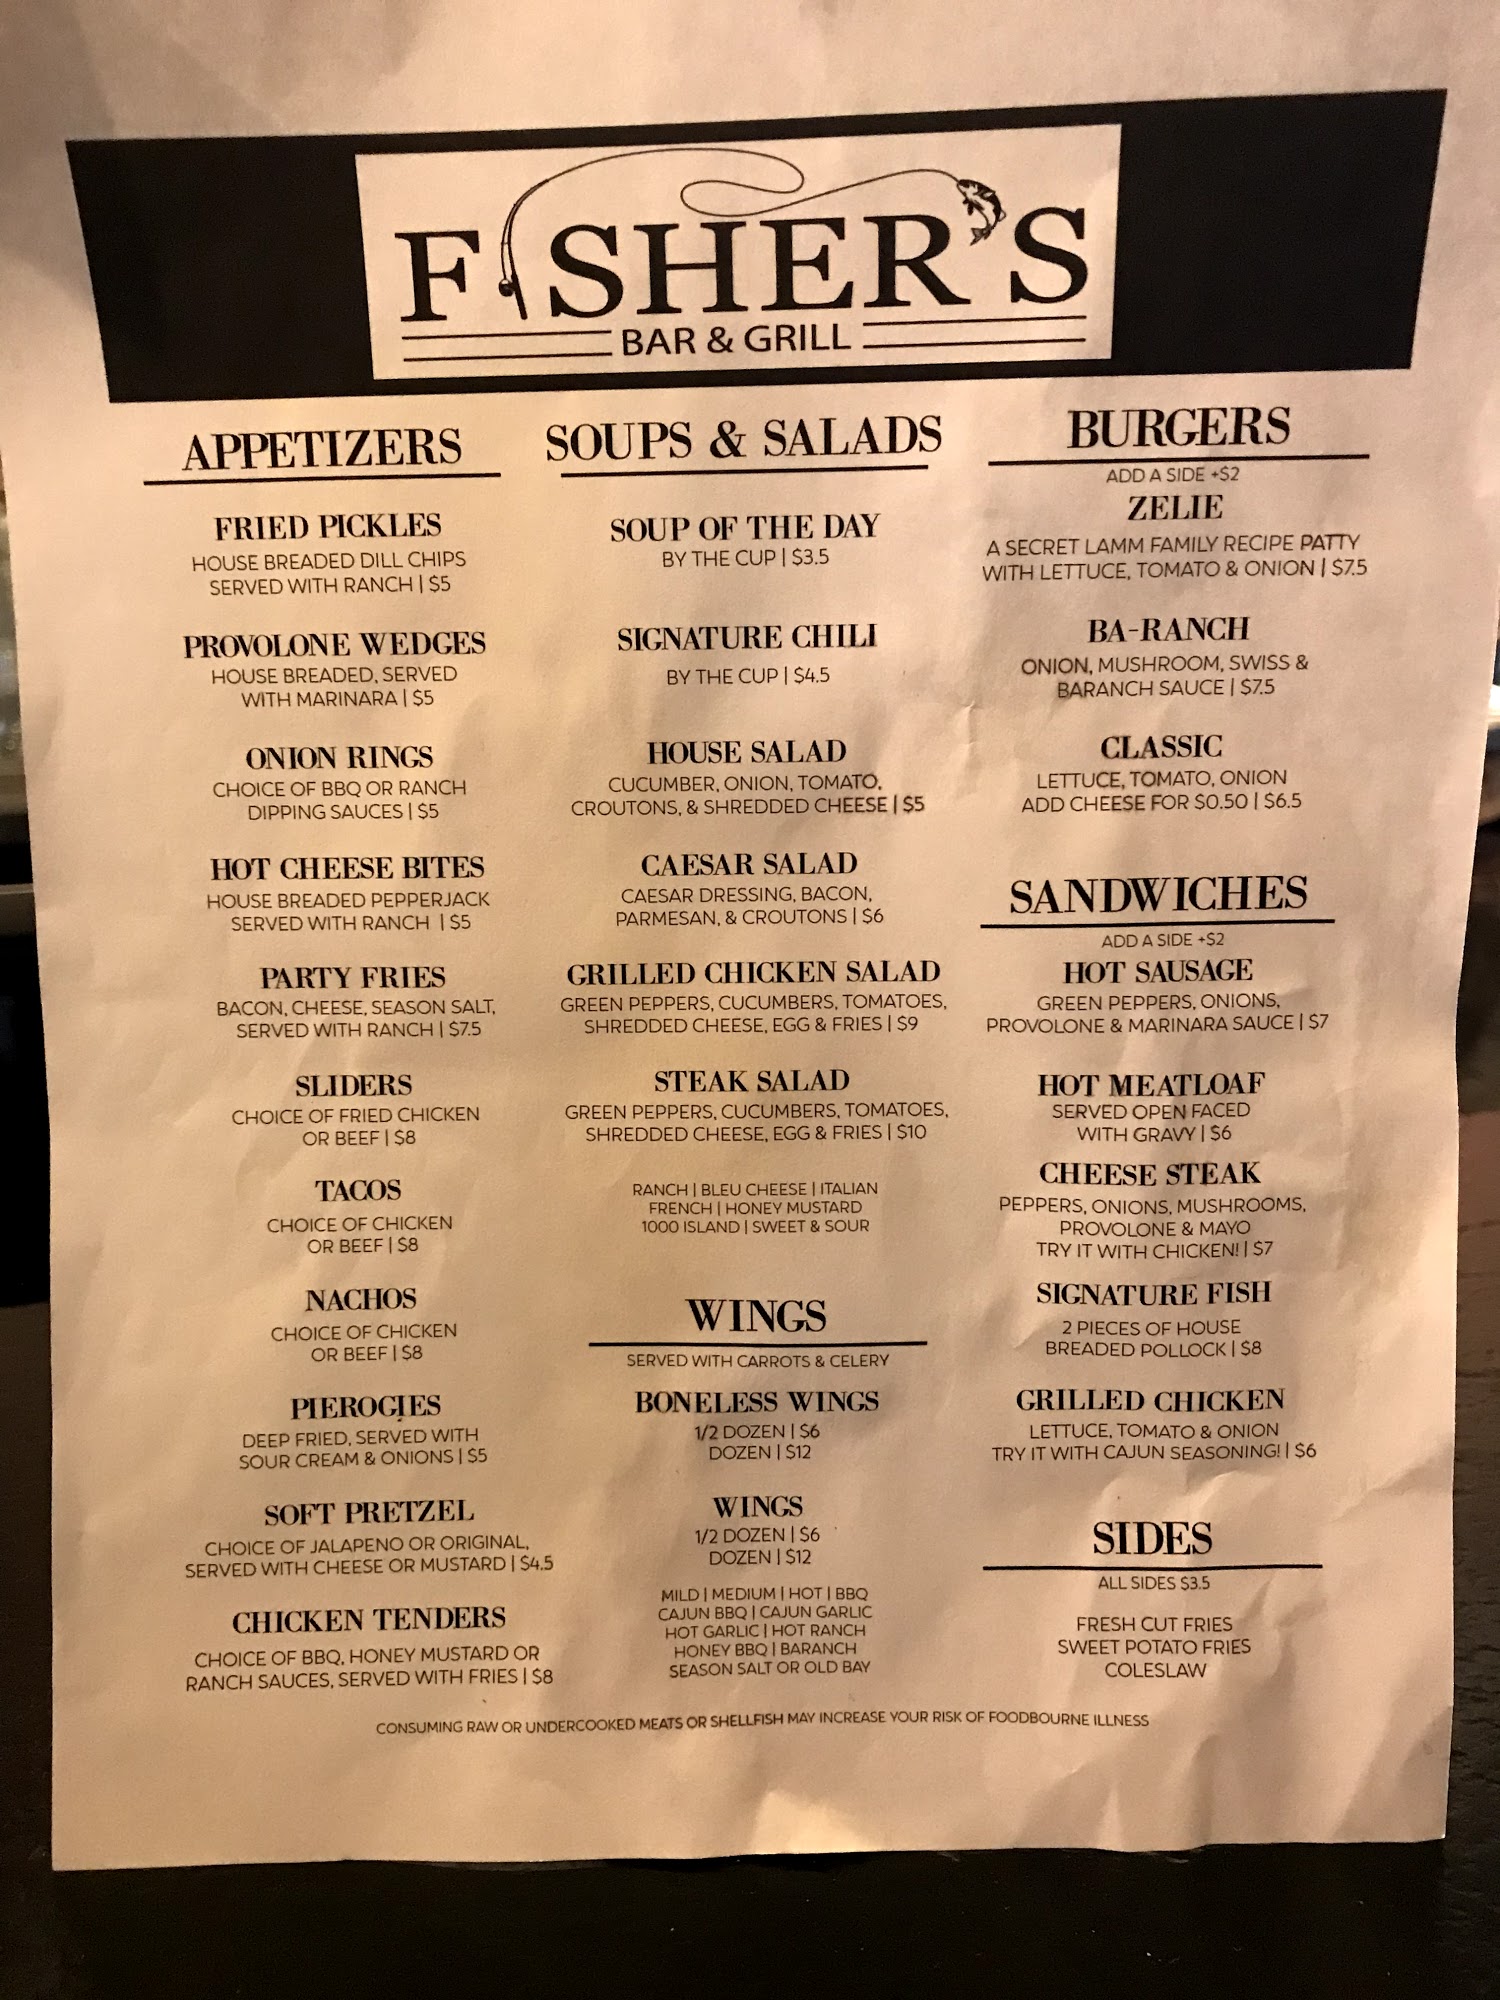 FISHER'S
BAR & GRILL
APPETIZERS
FRIED PICKLES
HOUSE BREADED DILL CHIPS
SERVED WITH RANCH | $5
PROVOLONE WEDGES
HOUSE BREADED, SERVED
WITH MARINARA | $5
ONION RINGS
CHOICE OF BBQ OR RANCH
DIPPING SAUCES | $5
HOT CHEESE BITES
HOUSE BREADED PEPPERJACK
SERVED WITH RANCH | $5
PARTY FRIES
BACON, CHEESE, SEASON SALT,
SERVED WITH RANCH | $7.5
SLIDERS
CHOICE OF FRIED CHICKEN
OR BEEF | $8
TACOS
CHOICE OF CHICKEN
OR BEEF | $8
NACHOS
CHOICE OF CHICKEN
OR BEEF | $8
PIEROGIES
DEEP FRIED, SERVED WITH
SOUR CREAM & ONIONS | $5
SOFT PRETZEL
CHOICE OF JALAPENO OR ORIGINAL,
SERVED WITH CHEESE OR MUSTARD | $4.5
CHICKEN TENDERS
CHOICE OF BBQ, HONEY MUSTARD OR
RANCH SAUCES, SERVED WITH FRIES | $8
SOUPS & SALADS
SOUP OF THE DAY
BY THE CUP | $3.5
SIGNATURE CHILI
BY THE CUP | $4.5
HOUSE SALAD
CUCUMBER, ONION, TOMATO,
CROUTONS, & SHREDDED CHEESE | $5
CAESAR SALAD
CAESAR DRESSING, BACON,
PARMESAN, & CROUTONS | $6
GRILLED CHICKEN SALAD
GREEN PEPPERS, CUCUMBERS, TOMATOES,
SHREDDED CHEESE, EGG & FRIES | $9
STEAK SALAD
GREEN PEPPERS, CUCUMBERS, TOMATOES,
SHREDDED CHEESE, EGG & FRIES | $10
RANCH | BLEU CHEESE | ITALIAN
FRENCH | HONEY MUSTARD
1000 ISLAND | SWEET & SOUR
WINGS
SERVED WITH CARROTS & CELERY
BONELESS WINGS
1/2 DOZEN | $6
DOZEN | $12
WINGS
1/2 DOZEN | $6
DOZEN | $12
MILD | MEDIUM | HOT | BBQ
CAJUN BBQ | CAJUN GARLIC
HOT GARLIC | HOT RANCH
HONEY BBQ | BARANCH
SEASON SALT OR OLD BAY
BURGERS
ADD A SIDE +$2
ZELIE
A SECRET LAMM FAMILY RECIPE PATTY
WITH LETTUCE, TOMATO & ONION | $7.5
BA-RANCH
ONION, MUSHROOM, SWISS &
BARANCH SAUCE | $7.5
CLASSIC
LETTUCE, TOMATO, ONION
ADD CHEESE FOR $0.50 | $6.5
SANDWICHES
ADD A SIDE +$2
HOT SAUSAGE
GREEN PEPPERS, ONIONS,
PROVOLONE & MARINARA SAUCE | $7
HOT MEATLOAF
SERVED OPEN FACED
WITH GRAVY | $6
CHEESE STEAK
PEPPERS, ONIONS, MUSHROOMS,
PROVOLONE & MAYO
TRY IT WITH CHICKEN! | $7
SIGNATURE FISH
2 PIECES OF HOUSE
BREADED POLLOCK | $8
GRILLED CHICKEN
LETTUCE, TOMATO & ONION
TRY IT WITH CAJUN SEASONING! | $6
SIDES
ALL SIDES $3.5
FRESH CUT FRIES
SWEET POTATO FRIES
COLESLAW
CONSUMING RAW OR UNDERCOOKED MEATS OR SHELLFISH MAY INCREASE YOUR RISK OF FOODBOURNE ILLNESS